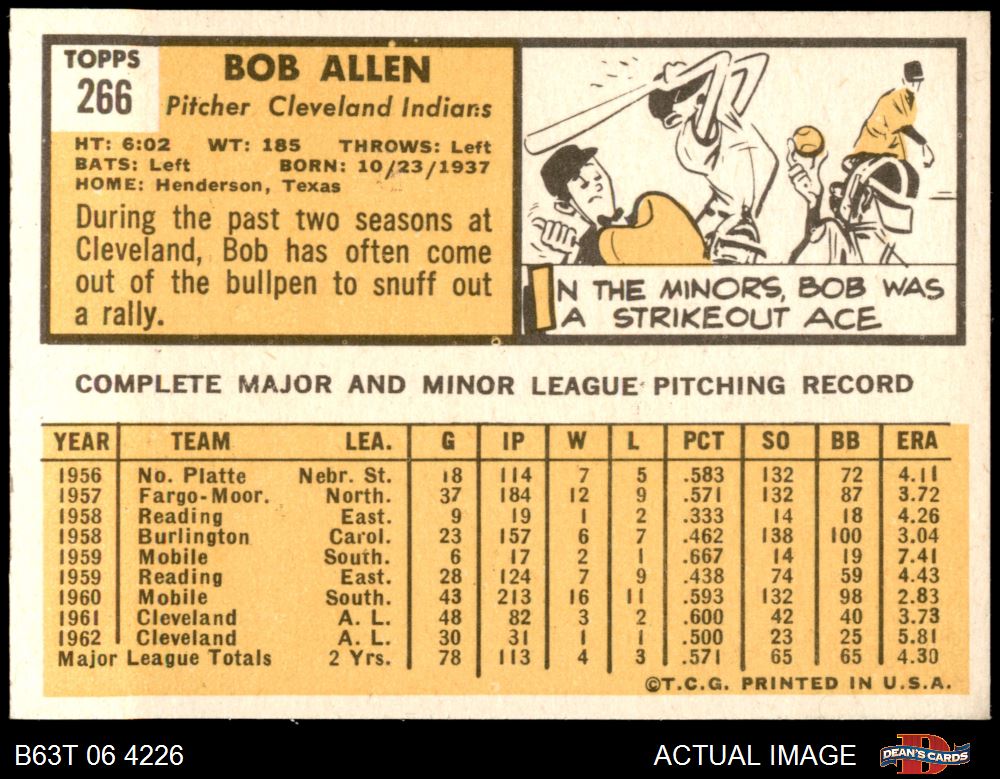 TOPPS
266
BOB ALLEN
Pitcher Cleveland Indians
HT: 6:02 WT: 185 THROWS: Left
BATS: Left BORN: 10/23/1937
HOME: Henderson, Texas
During the past two seasons at
Cleveland, Bob has often come
out of the bullpen to snuff out
a rally.
IN THE MINORS, BOB WAS
A STRIKEOUT ACE
COMPLETE MAJOR AND MINOR LEAGUE PITCHING RECORD
YEAR TEAM LEA. G IP W L PCT SO BB ERA
1956 No. Platte Nebr. St. 18 114 7 5 .583 132 72 4.11
1957 Fargo-Moor. North. 37 184 12 9 .571 132 87 3.72
1958 Reading East. 9 19 1 2 .333 14 18 4.26
1958 Burlington Carol. 23 157 6 7 .462 138 100 3.04
1959 Mobile South. 6 17 2 1 .667 14 19 7.41
1959 Reading East. 28 124 7 9 .438 74 59 4.43
1960 Mobile South. 43 213 16 11 .593 132 98 2.83
1961 Cleveland A. L. 48 82 3 2 .600 42 40 3.73
1962 Cleveland A. L. 30 31 1 1 .500 23 25 5.81
Major League Totals 2 Yrs. 78 113 4 3 .571 65 65 4.30
©T.C.G. PRINTED IN U.S.A.
B63T 06 4226
ACTUAL IMAGE
DEAN'S CARDS